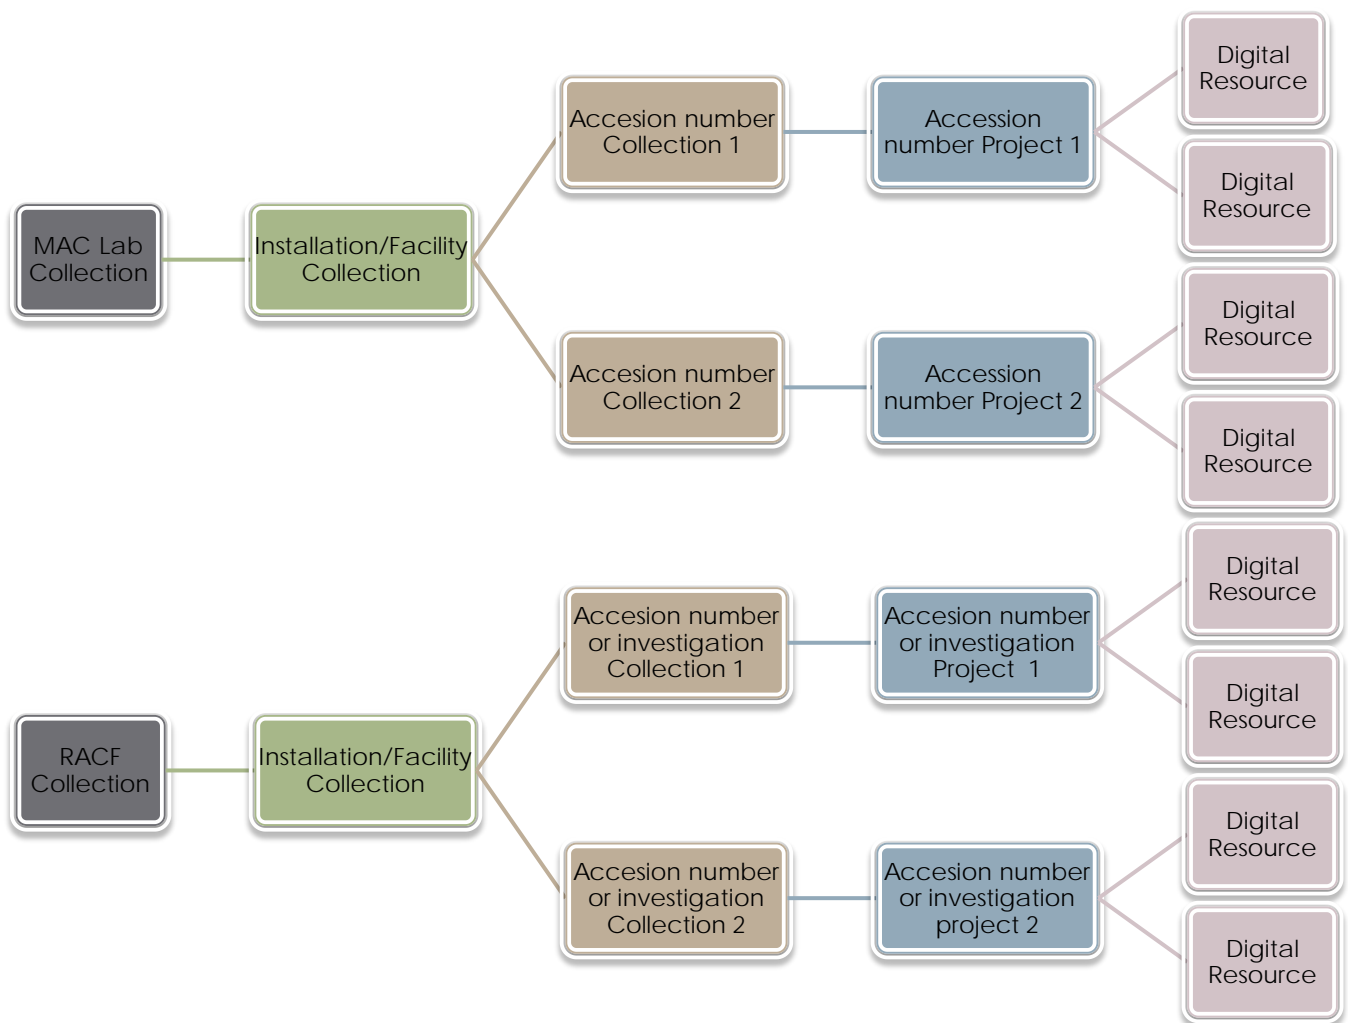 MAC Lab
Collection
Installation/Facility
Collection
Accesion number
Collection 1
Accession
number Project 1
Digital
Resource
Digital
Resource
Accesion number
Collection 2
Accession
number Project 2
Digital
Resource
Digital
Resource
RACF
Collection
Installation/Facility
Collection
Accesion number
or investigation
Collection 1
Accesion number
or investigation
Project  1
Digital
Resource
Digital
Resource
Accesion number
or investigation
Collection 2
Accesion number
or investigation
project 2
Digital
Resource
Digital
Resource